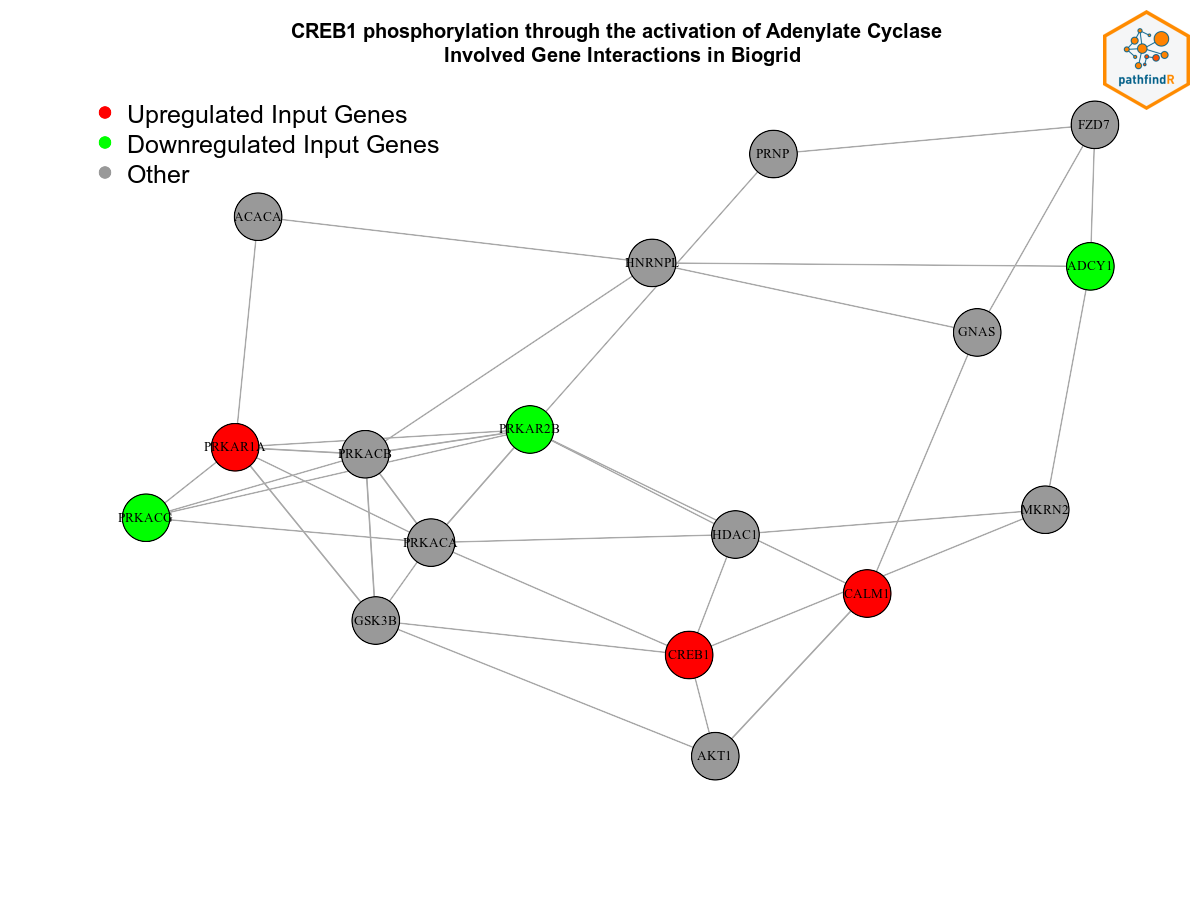 CREB1 phosphorylation through the activation of Adenylate Cyclase
Involved Gene Interactions in Biogrid
pathfindR
Upregulated Input Genes
Downregulated Input Genes
Other
FZD7
PRNP
ACACA
HNRNPL
ADCY1
GNAS
PRKAR2B
PRKAR1A
PRKACB
MKRN2
PRKACG
HDAC1
PRKACA
CALM1
GSK3B
CREB1
AKT1